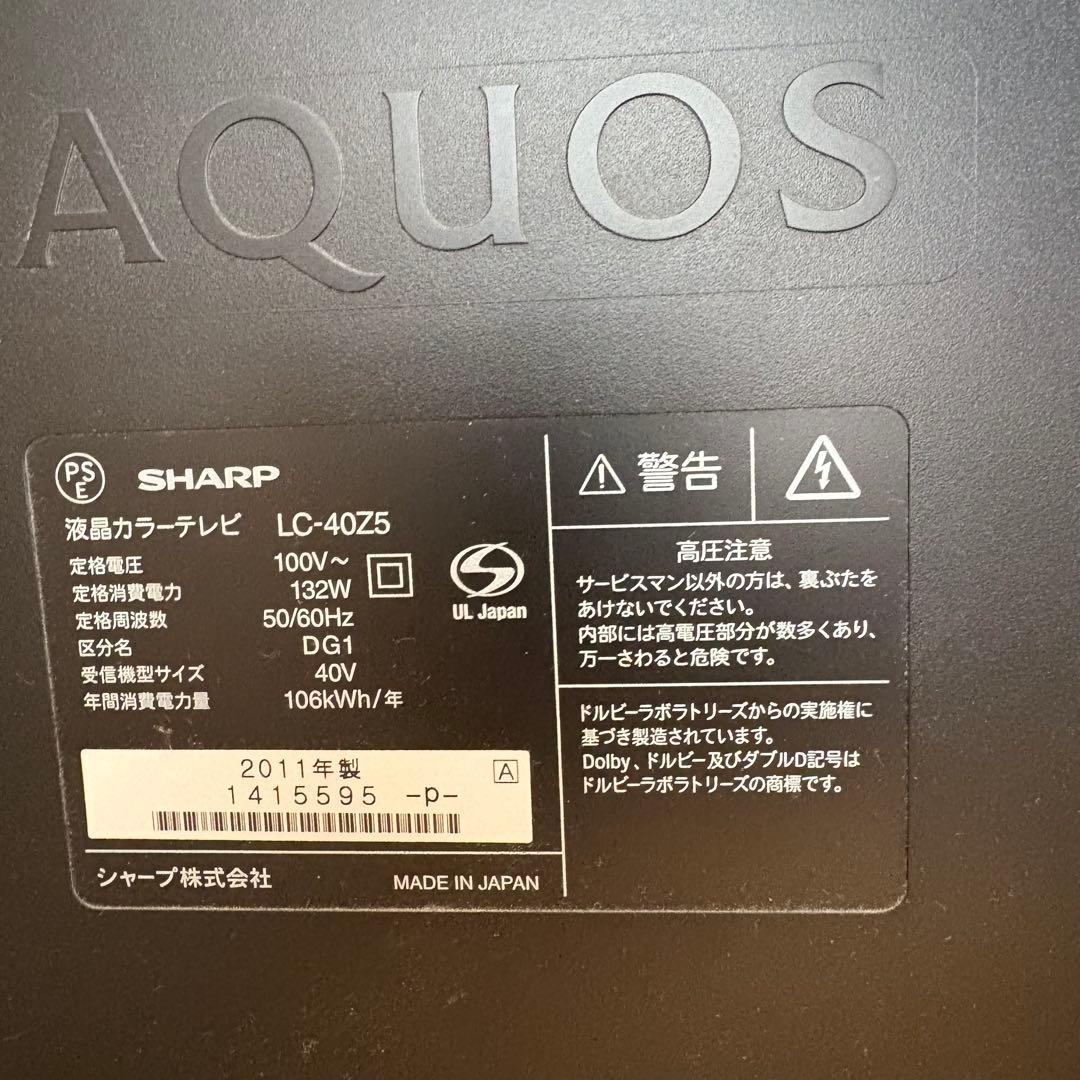 AQUOS
PS
E
SHARP
液晶カラーテレビ LC-40Z5
定格電圧 100V～
定格消費電力 132W
定格周波数 50/60Hz
区分名 DG1
受信機型サイズ 40V
年間消費電力量 106kWh/年
UL Japan
2011年製 A
1415595 -p-
シャープ株式会社 MADE IN JAPAN
警告
高圧注意
サービスマン以外の方は、裏ぶたを
あけないでください。
内部には高電圧部分が数多くあり、
万一さわると危険です。
ドルビーラボラトリーズからの実施権に
基づき製造されています。
Dolby、ドルビー及びダブルD記号は
ドルビーラボラトリーズの商標です。